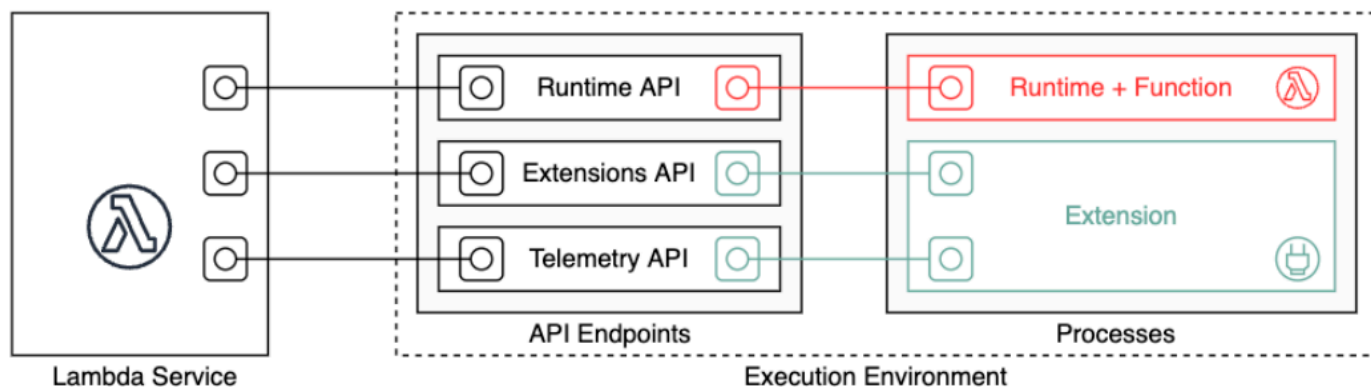 Runtime API
Runtime + Function
Extensions API
Extension
Telemetry API
API Endpoints
Processes
Lambda Service
Execution Environment